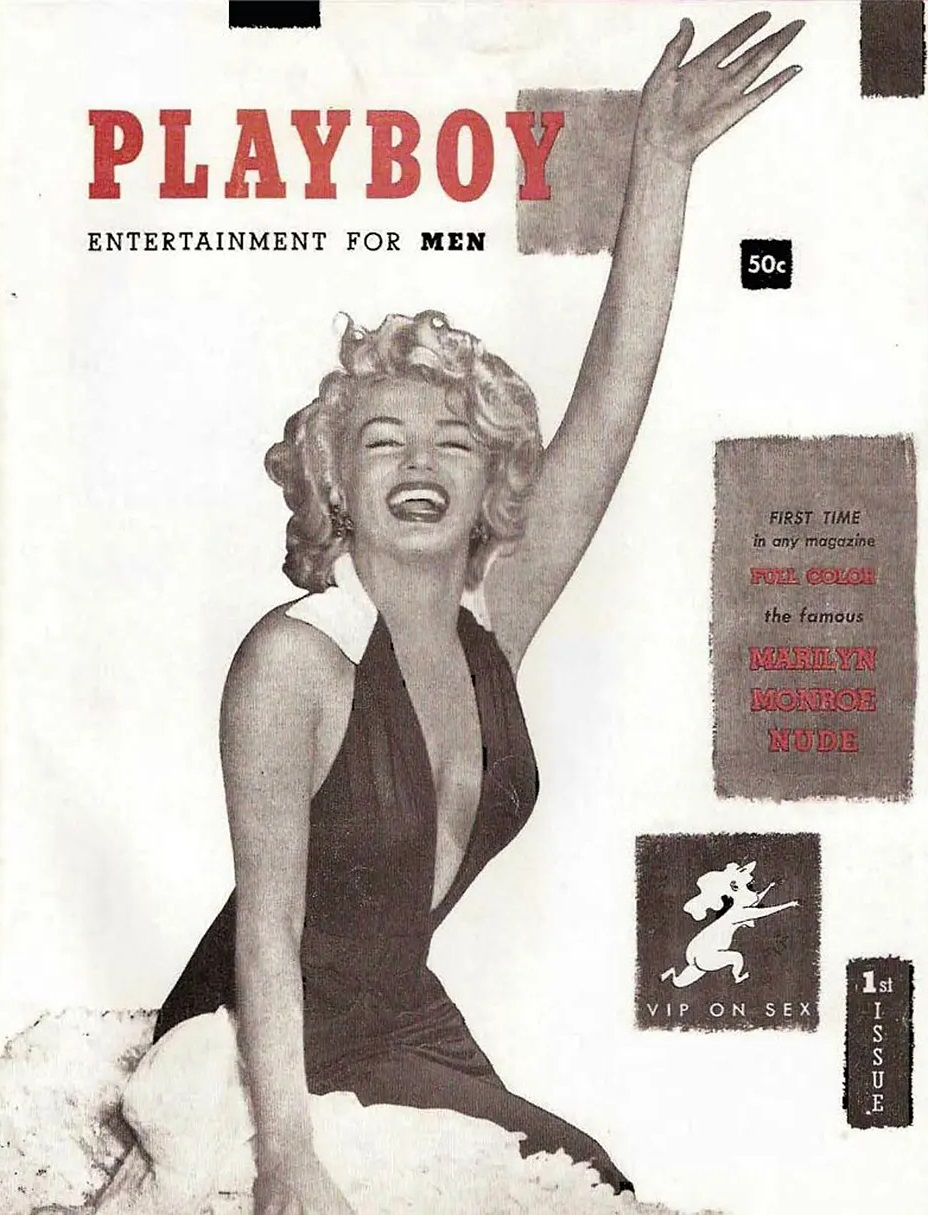 PLAYBOY
ENTERTAINMENT FOR MEN
50c
FIRST TIME
in any magazine
FULL COLOR
the famous
MARILYN
MONROE
NUDE
VIP ON SEX
1st
ISSUE